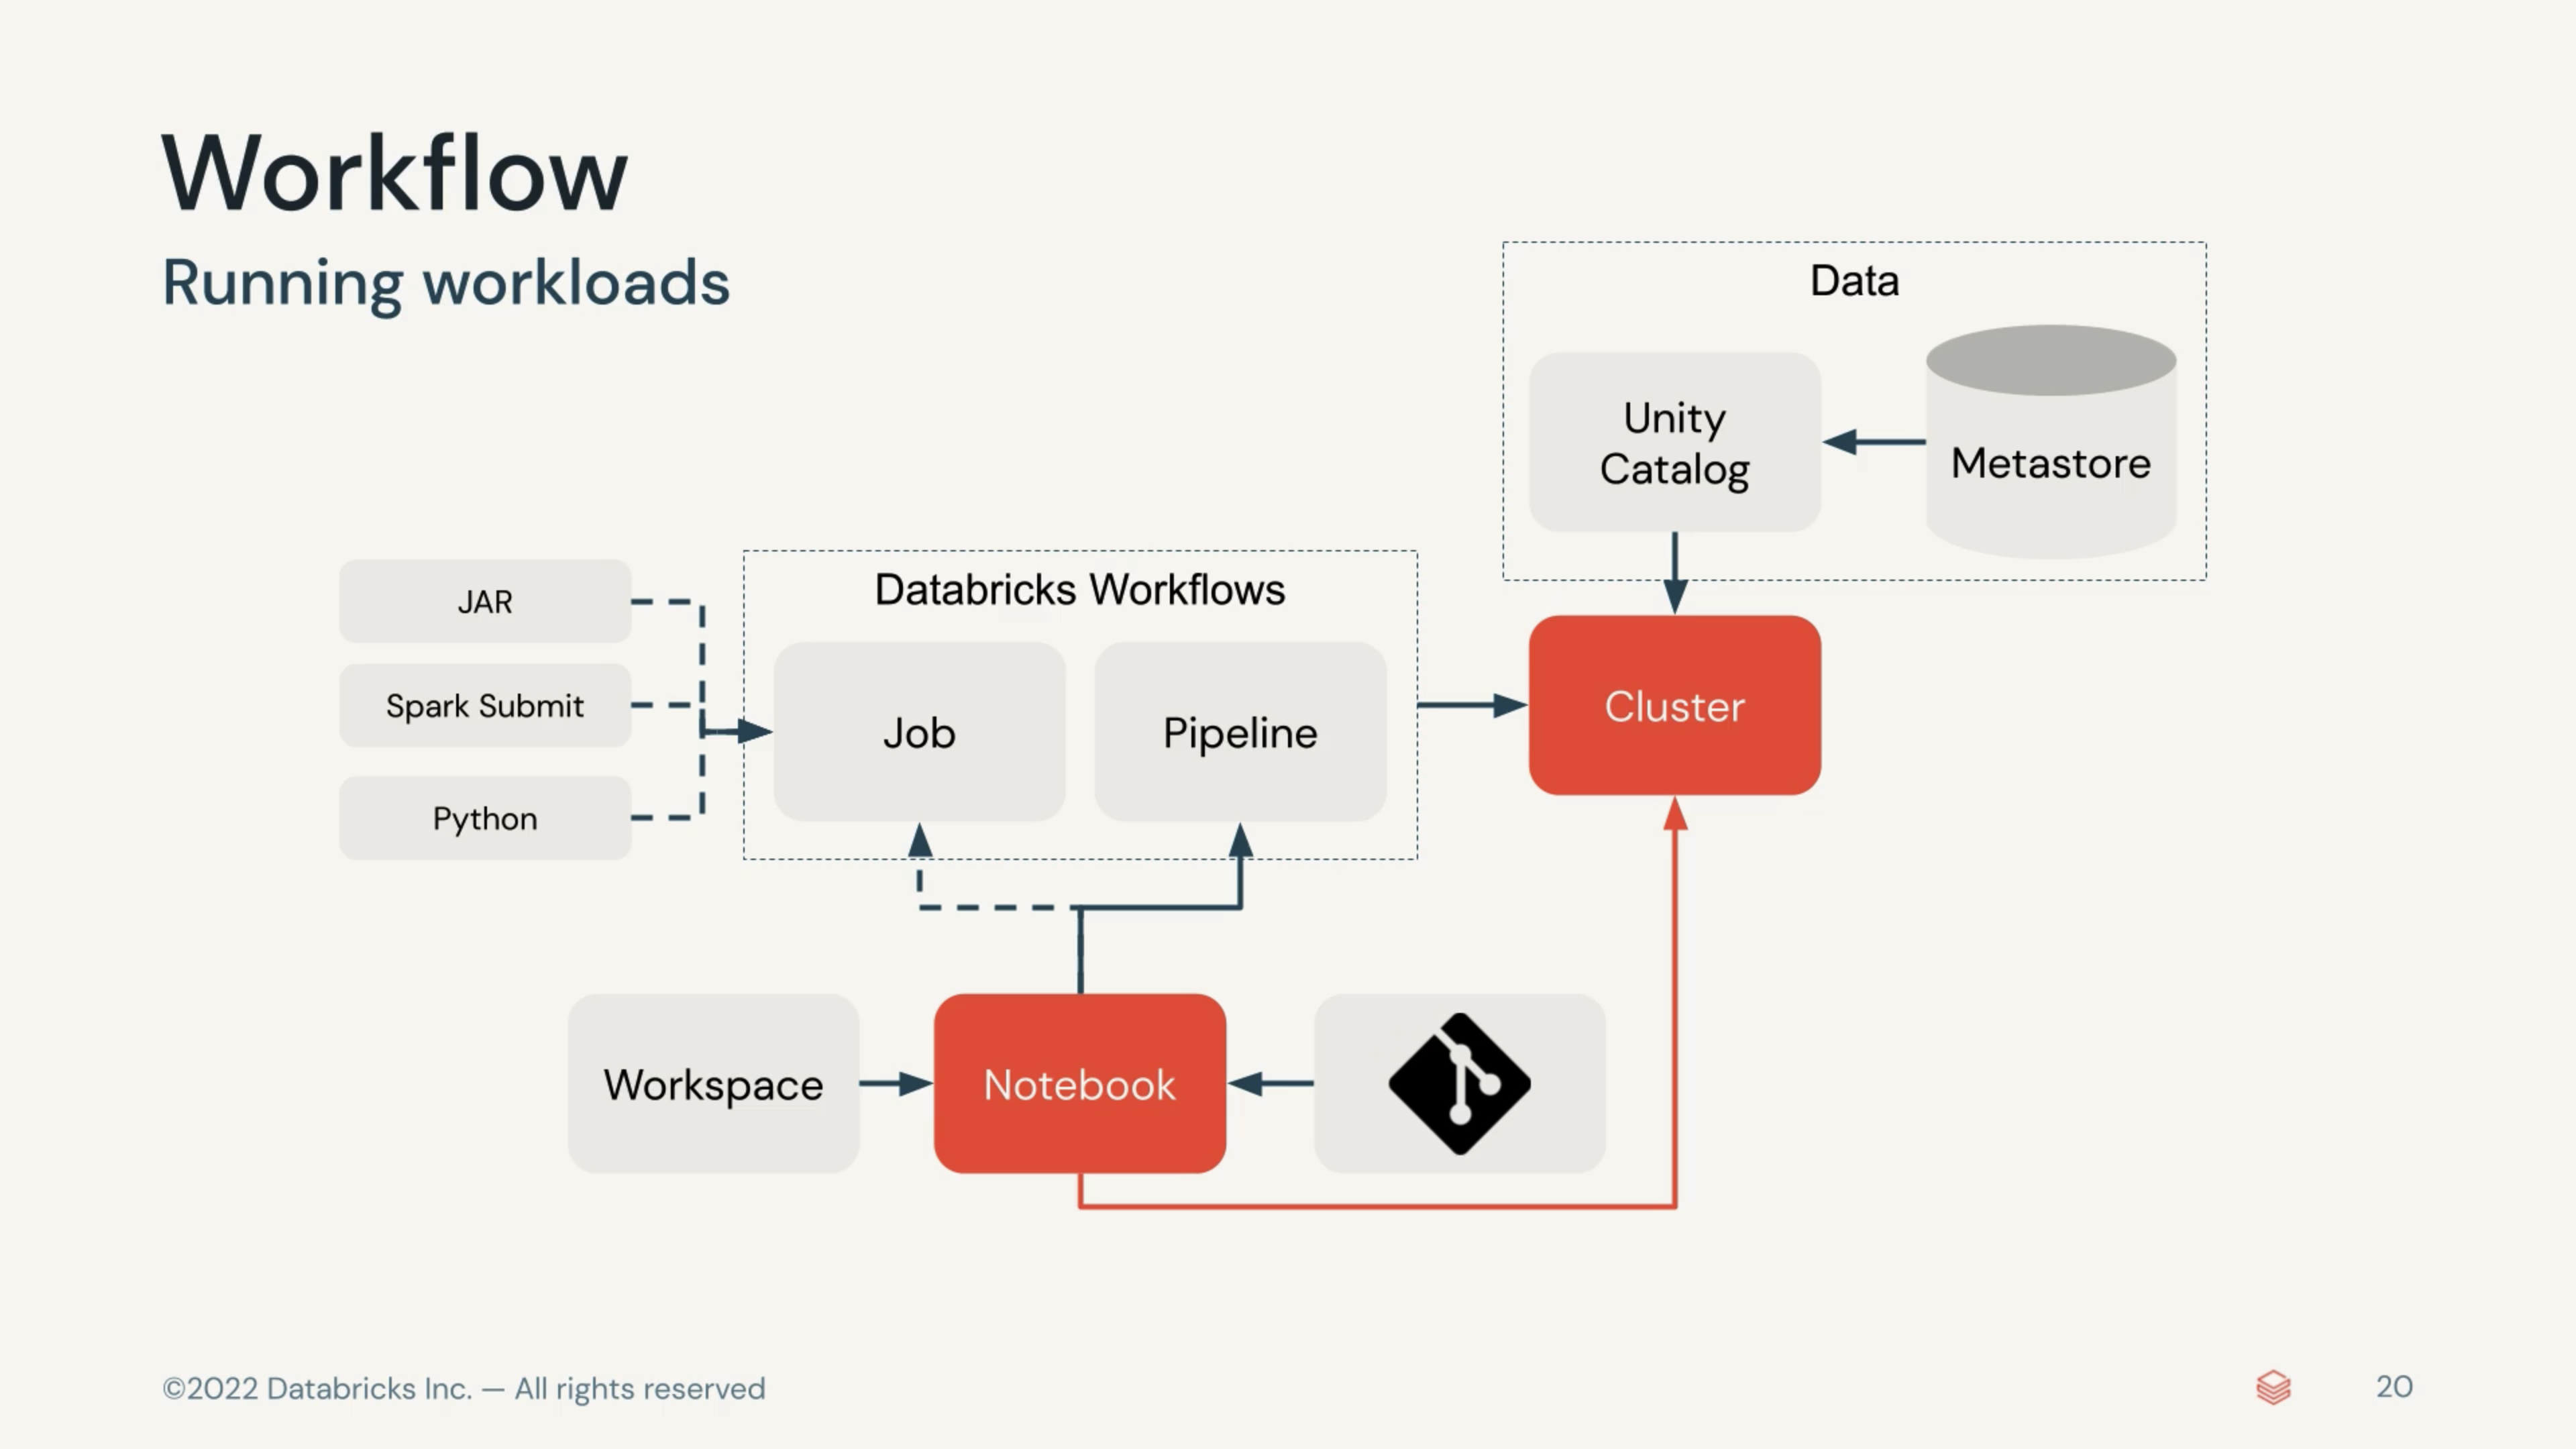 Workflow
Running workloads
Data
Unity
Catalog
Metastore
JAR
Spark Submit
Python
Databricks Workflows
Job
Pipeline
Cluster
Workspace
Notebook
©2022 Databricks Inc. — All rights reserved
20